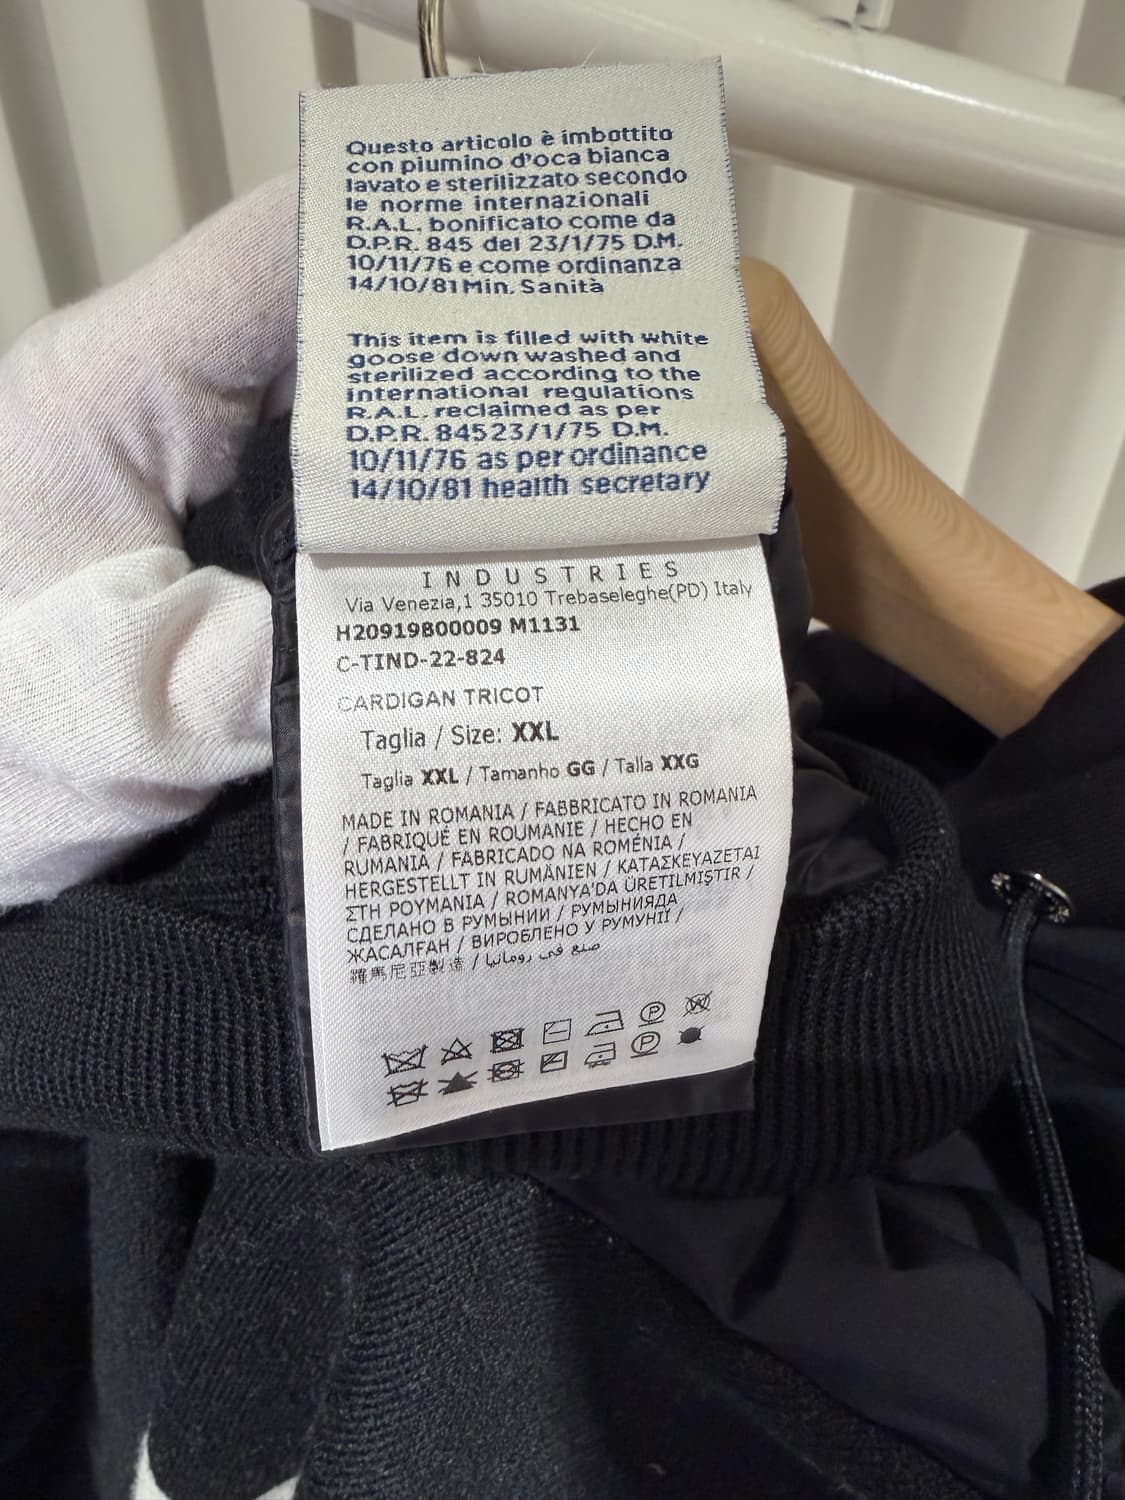 Questo articolo è imbottito
con piumino d'oca bianca
lavato e sterilizzato secondo
le norme internazionali
R.A.L. bonificato come da
D.P.R. 845 del 23/1/75 D.M.
10/11/76 e come ordinanza
14/10/81 Min. Sanità
This item is filled with white
goose down washed and
sterilized according to the
international regulations
R.A.L. reclaimed as per
D.P.R. 845 23/1/75 D.M.
10/11/76 as per ordinance
14/10/81 health secretary
INDUSTRIES
Via Venezia,1 35010 Trebaseleghe(PD) Italy
H20919B00009 M1131
C-TIND-22-824
CARDIGAN TRICOT
Taglia / Size: XXL
Taglia XXL / Tamanho GG / Talla XXG
MADE IN ROMANIA / FABBRICATO IN ROMANIA
/ FABRIQUÉ EN ROUMANIE / HECHO EN
RUMANIA / FABRICADO NA ROMÉNIA /
HERGESTELLT IN RUMÄNIEN / ΚΑΤΑΣΚΕΥΑΖΕΤΑΙ
ΣΤΗ ΡΟΥΜΑΝΙΑ / ROMANYA'DA ÜRETILMIŞTIR /
СДЕЛАНО В РУМЫНИИ / РУМЫНИЯДА
ЖАСАЛҒАН / ВИРОБЛЕНО У РУМУНІЇ /
羅馬尼亞製造 / صنع في رومانيا
P W
P